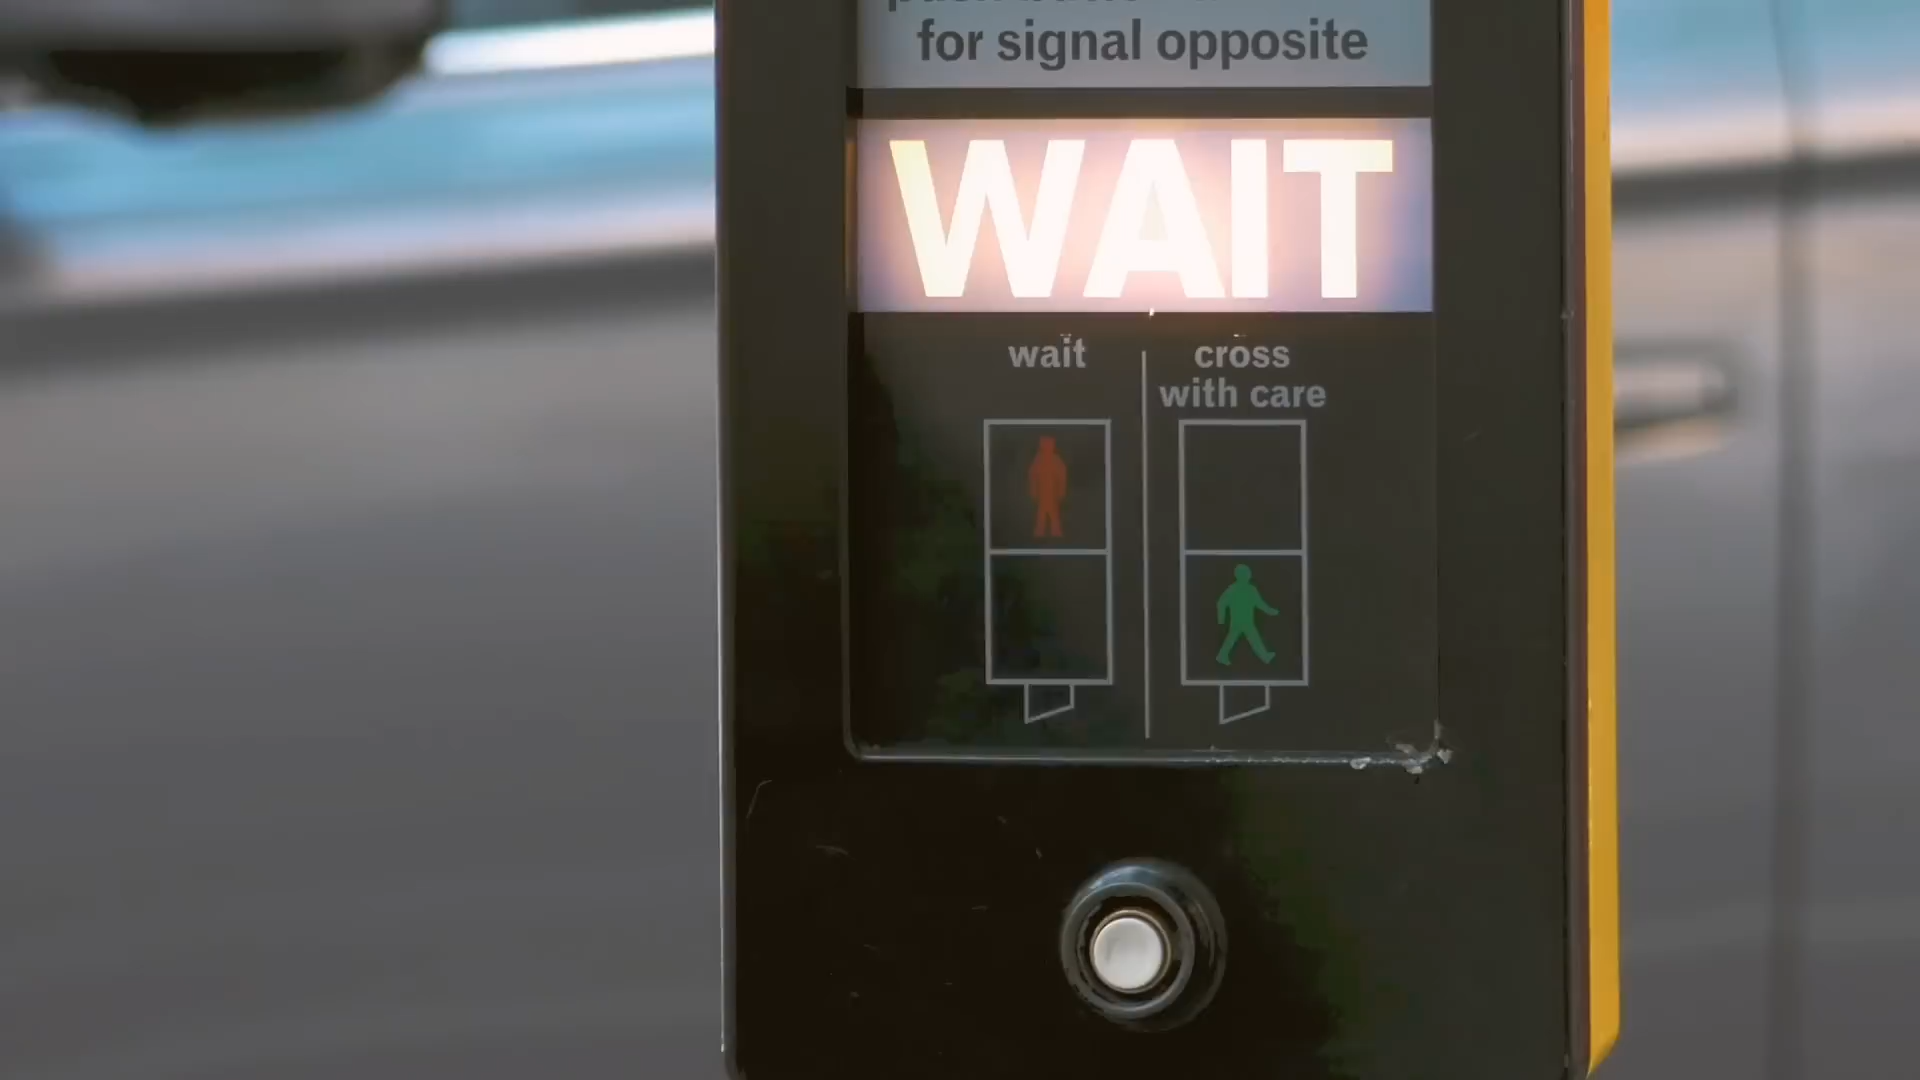 for signal opposite
WAIT
wait
cross
with care